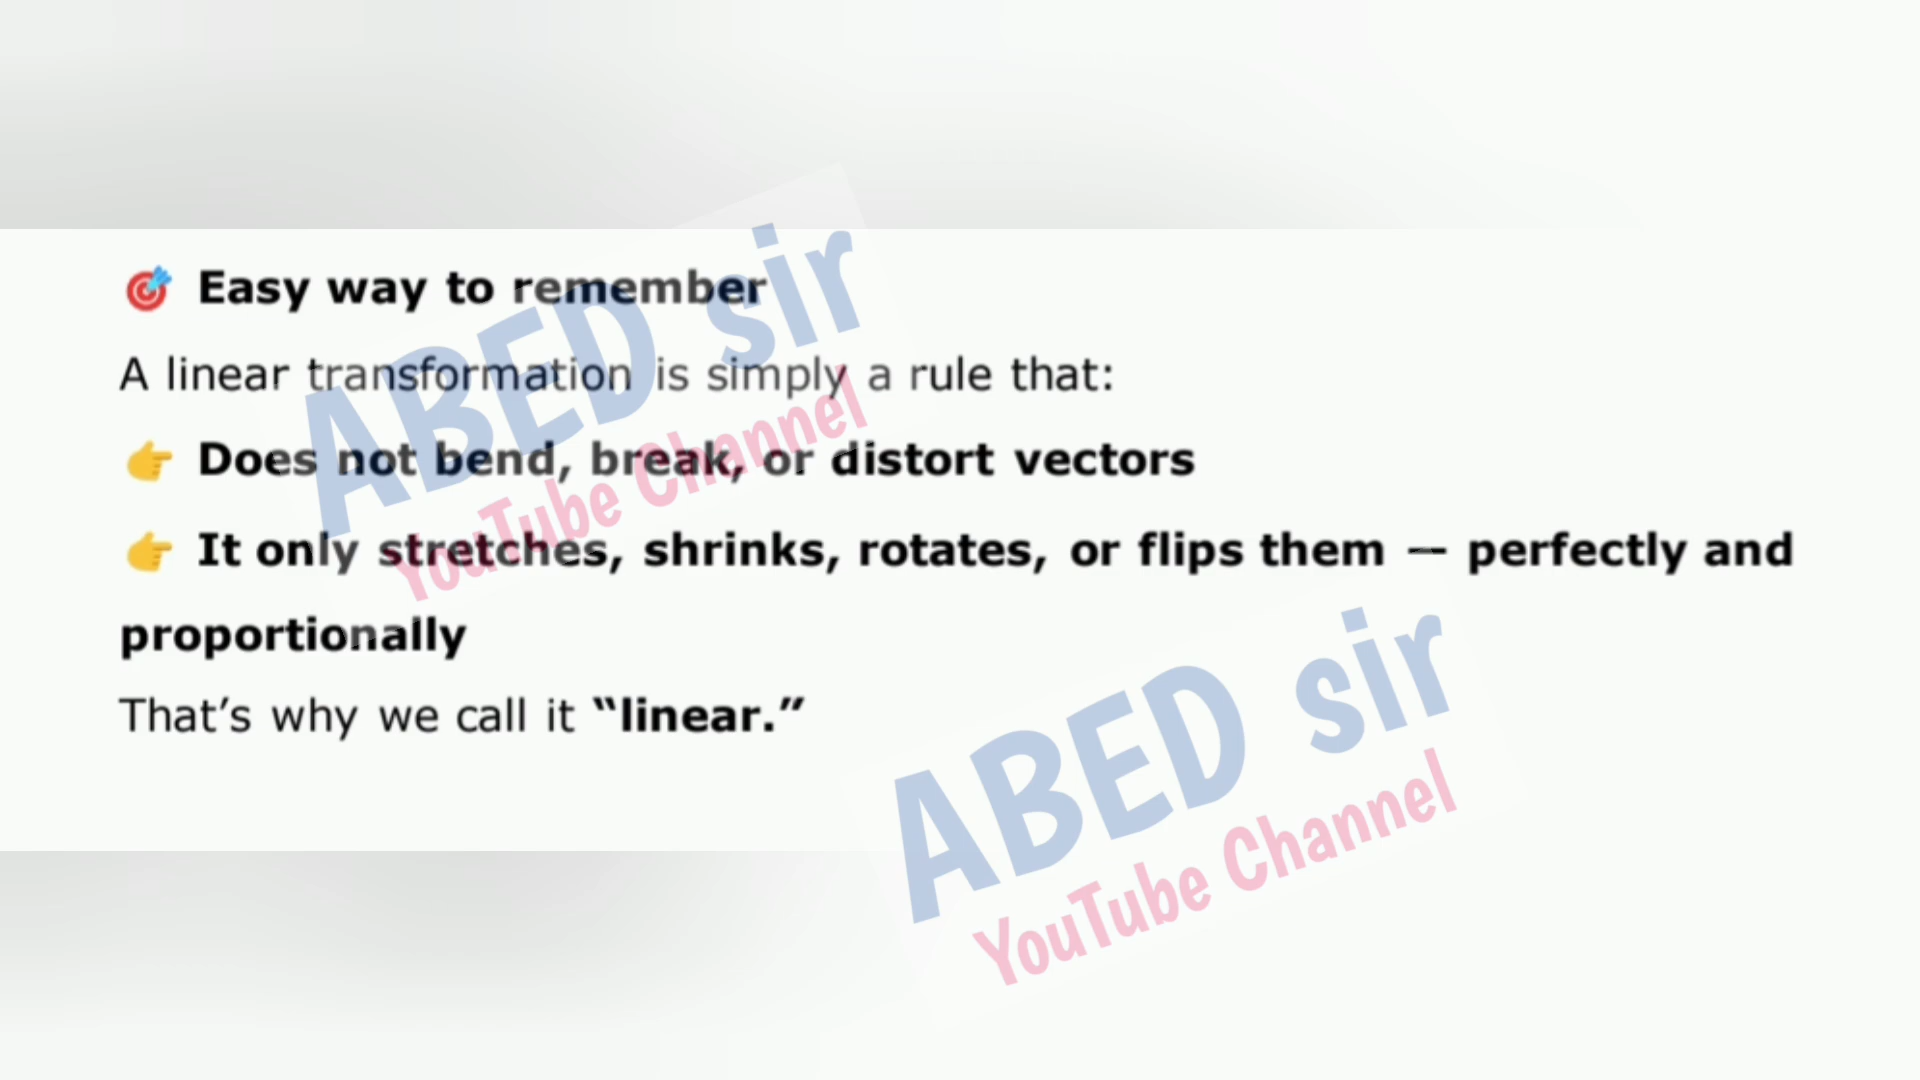 🎯 Easy way to remember
A linear transformation is simply a rule that:
👉 Does not bend, break, or distort vectors
👉 It only stretches, shrinks, rotates, or flips them — perfectly and
proportionally
That’s why we call it “linear.”
ABED sir
YouTube Channel
ABED sir
YouTube Channel